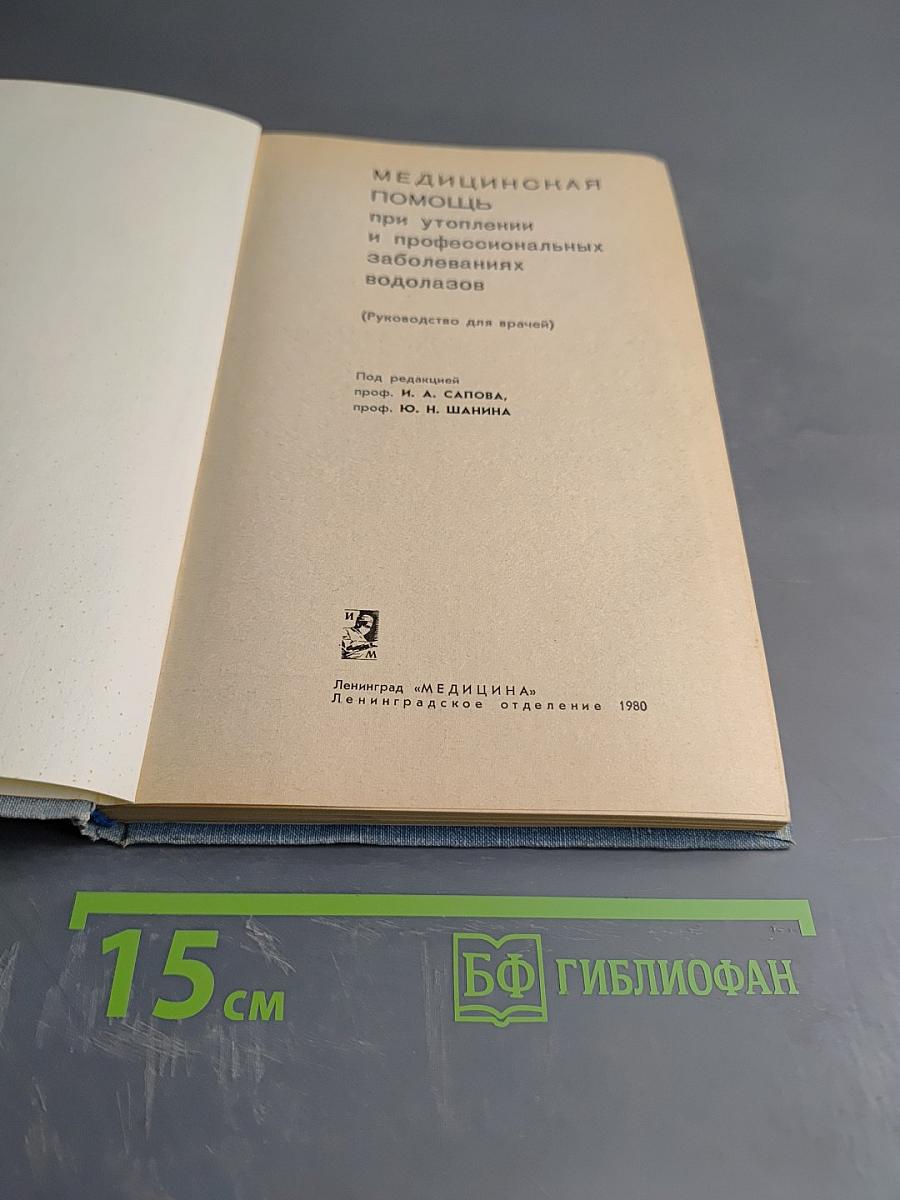 МЕДИЦИНСКАЯ
ПОМОЩЬ
при утоплении
и профессиональных
заболеваниях
водолазов
(Руководство для врачей)
Под редакцией
проф. И. А. САПОВА,
проф. Ю. Н. ШАНИНА
И
М
Ленинград «МЕДИЦИНА»
Ленинградское отделение 1980
15 см
БФ ГИБЛИОФАН